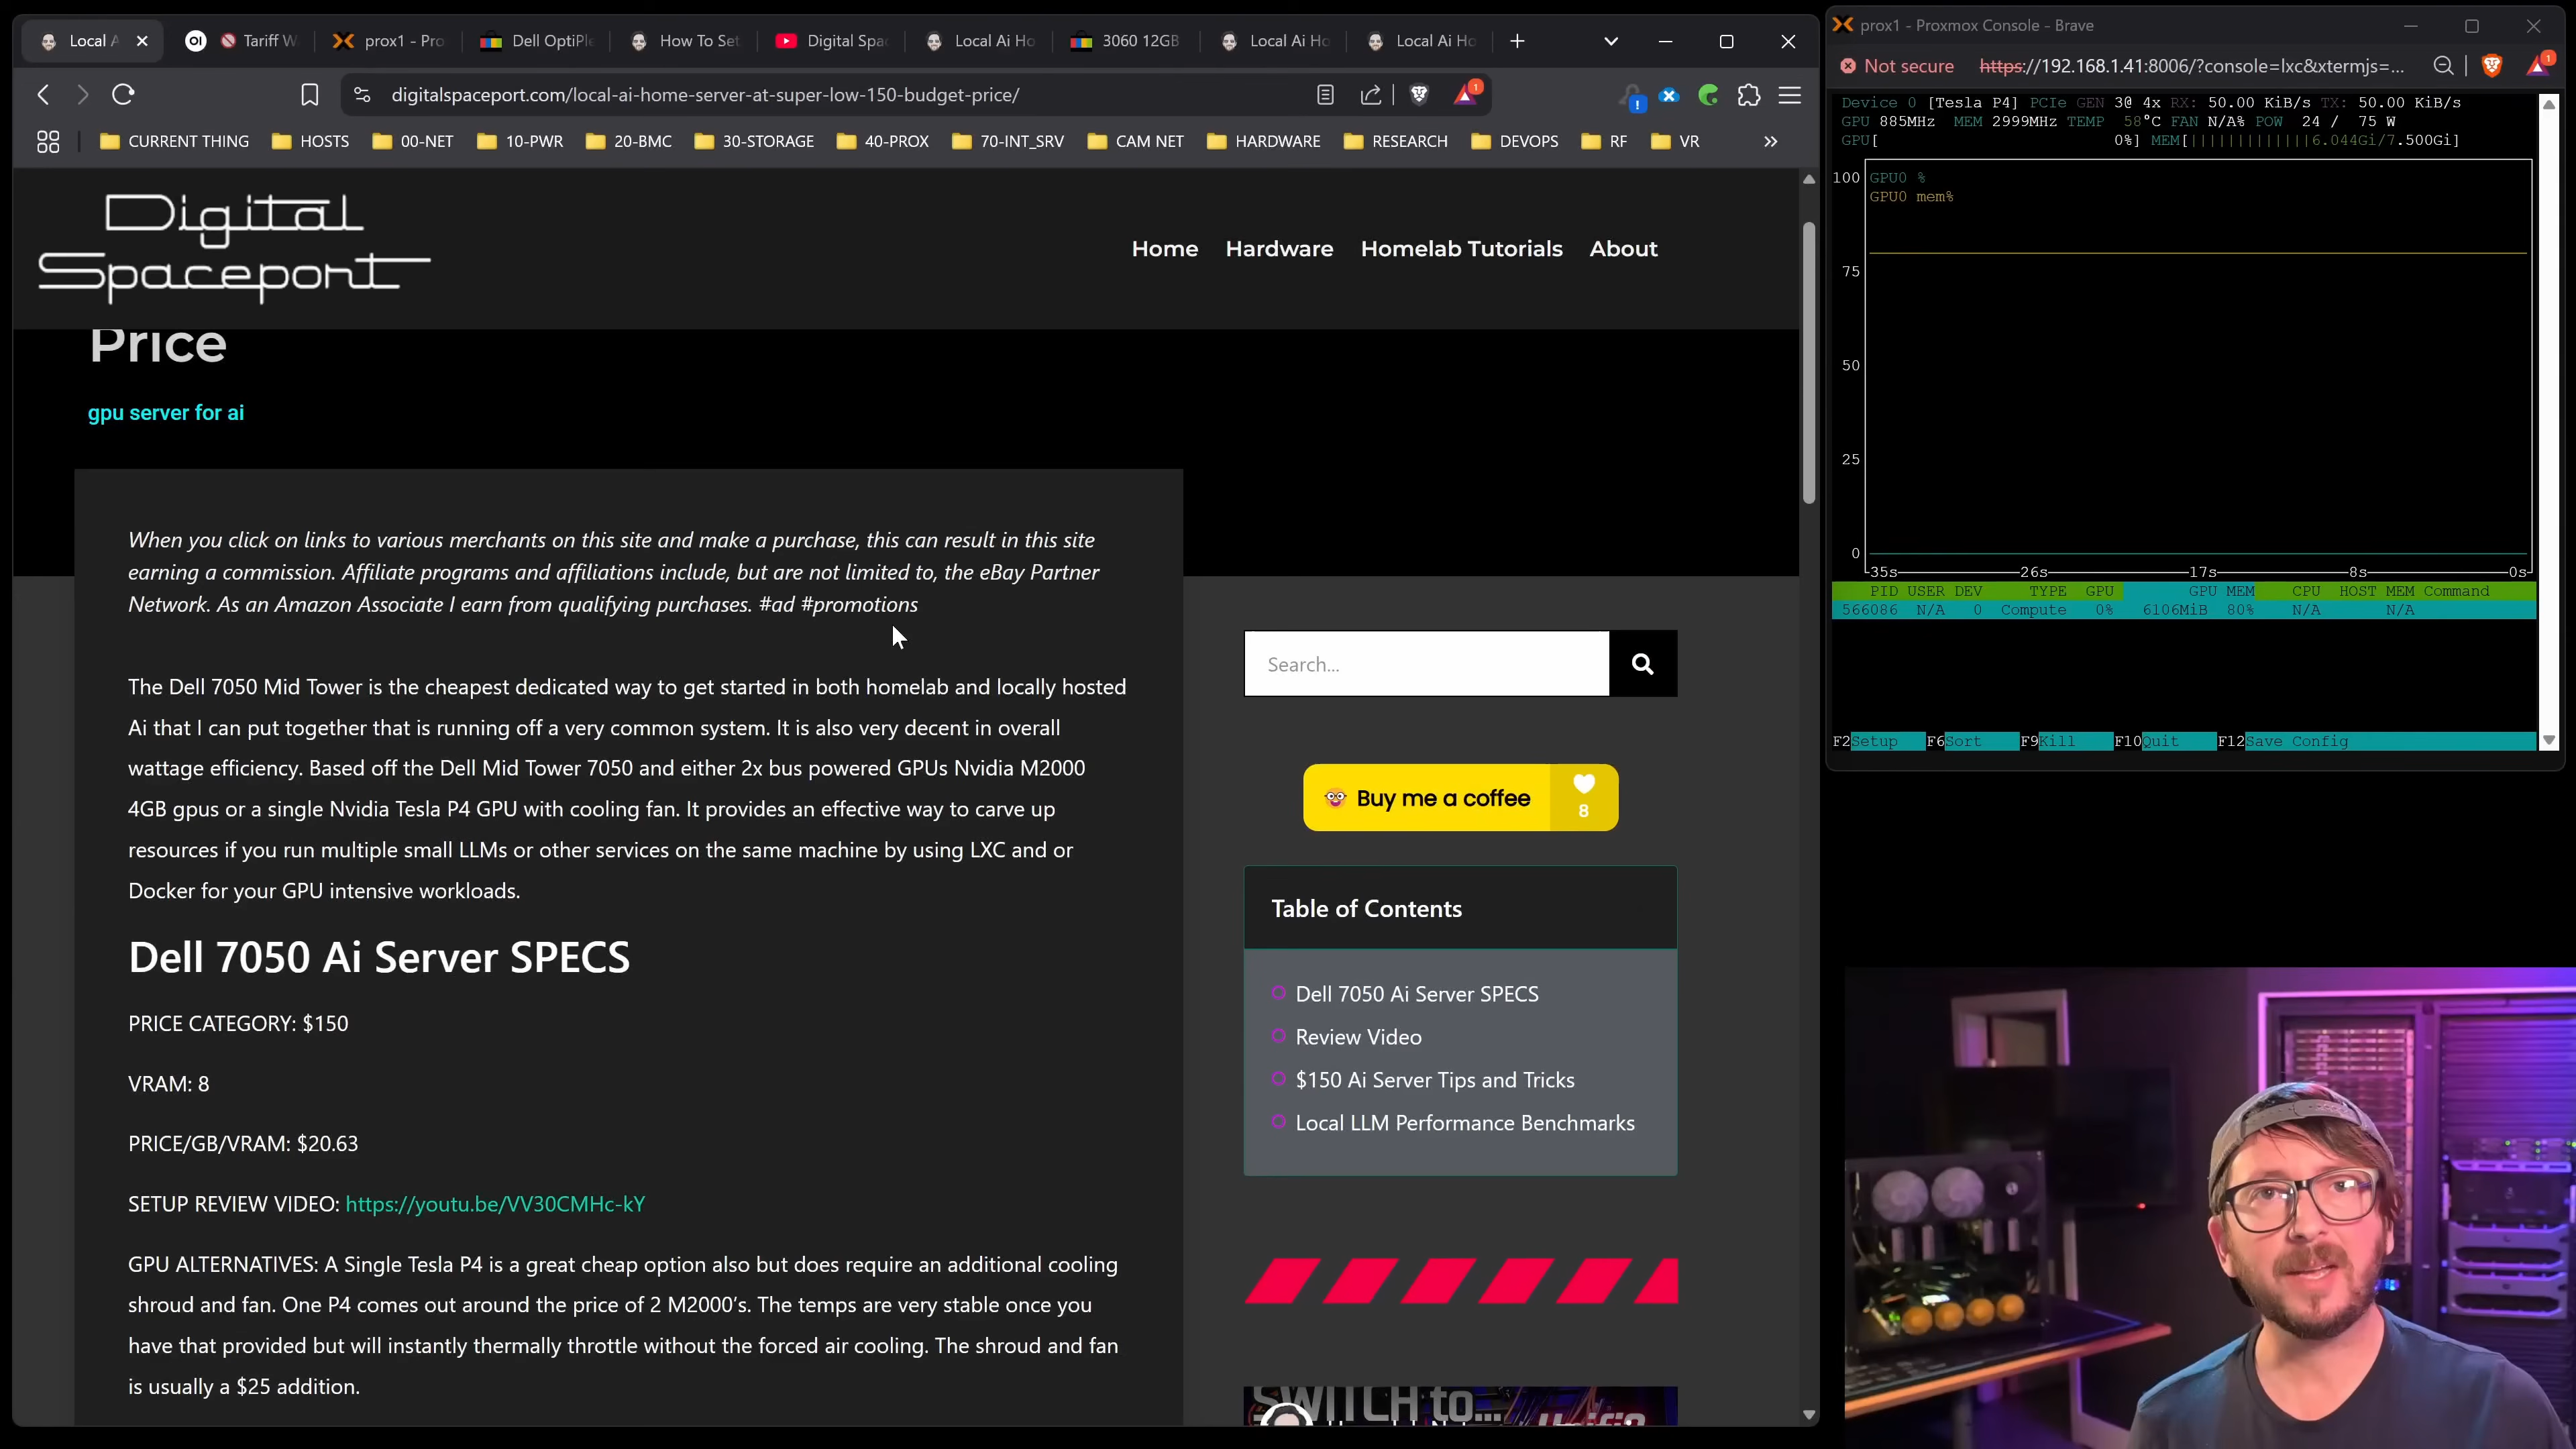 Local A
Tariff W
prox1 - Pro
Dell OptiPle
How To Set
Digital Spac
Local Ai Ho
3060 12GB
Local Ai Ho
Local Ai Ho
digitalspaceport.com/local-ai-home-server-at-super-low-150-budget-price/
CURRENT THING
HOSTS
00-NET
10-PWR
20-BMC
30-STORAGE
40-PROX
70-INT_SRV
CAM NET
HARDWARE
RESEARCH
DEVOPS
RF
VR
»
Digital
Spaceport
Home
Hardware
Homelab Tutorials
About
Price
gpu server for ai
When you click on links to various merchants on this site and make a purchase, this can result in this site
earning a commission. Affiliate programs and affiliations include, but are not limited to, the eBay Partner
Network. As an Amazon Associate I earn from qualifying purchases. #ad #promotions
The Dell 7050 Mid Tower is the cheapest dedicated way to get started in both homelab and locally hosted
Ai that I can put together that is running off a very common system. It is also very decent in overall
wattage efficiency. Based off the Dell Mid Tower 7050 and either 2x bus powered GPUs Nvidia M2000
4GB gpus or a single Nvidia Tesla P4 GPU with cooling fan. It provides an effective way to carve up
resources if you run multiple small LLMs or other services on the same machine by using LXC and or
Docker for your GPU intensive workloads.
Dell 7050 Ai Server SPECS
PRICE CATEGORY: $150
VRAM: 8
PRICE/GB/VRAM: $20.63
SETUP REVIEW VIDEO: https://youtu.be/VV30CMHc-kY
GPU ALTERNATIVES: A Single Tesla P4 is a great cheap option also but does require an additional cooling
shroud and fan. One P4 comes out around the price of 2 M2000's. The temps are very stable once you
have that provided but will instantly thermally throttle without the forced air cooling. The shroud and fan
is usually a $25 addition.
Search...
Buy me a coffee
8
Table of Contents
Dell 7050 Ai Server SPECS
Review Video
$150 Ai Server Tips and Tricks
Local LLM Performance Benchmarks
SWITCH to...
prox1 - Proxmox Console - Brave
Not secure
https://192.168.1.41:8006/?console=lxc&xtermjs=...
Device 0 [Tesla P4] PCIe GEN 3@ 4x RX: 50.00 KiB/s TX: 50.00 KiB/s
GPU 885MHz MEM 2999MHz TEMP 58°C FAN N/A% POW 24 / 75 W
GPU[ 0%] MEM[||||||||||||6.044Gi/7.500Gi]
100
GPU0 %
GPU0 mem%
75
50
25
0
35s 26s 17s 8s 0s
PID USER DEV TYPE GPU GPU MEM CPU HOST MEM Command
566086 N/A 0 Compute 0% 6106MiB 80% N/A N/A
F2Setup F6Sort F9Kill F10Quit F12Save Config